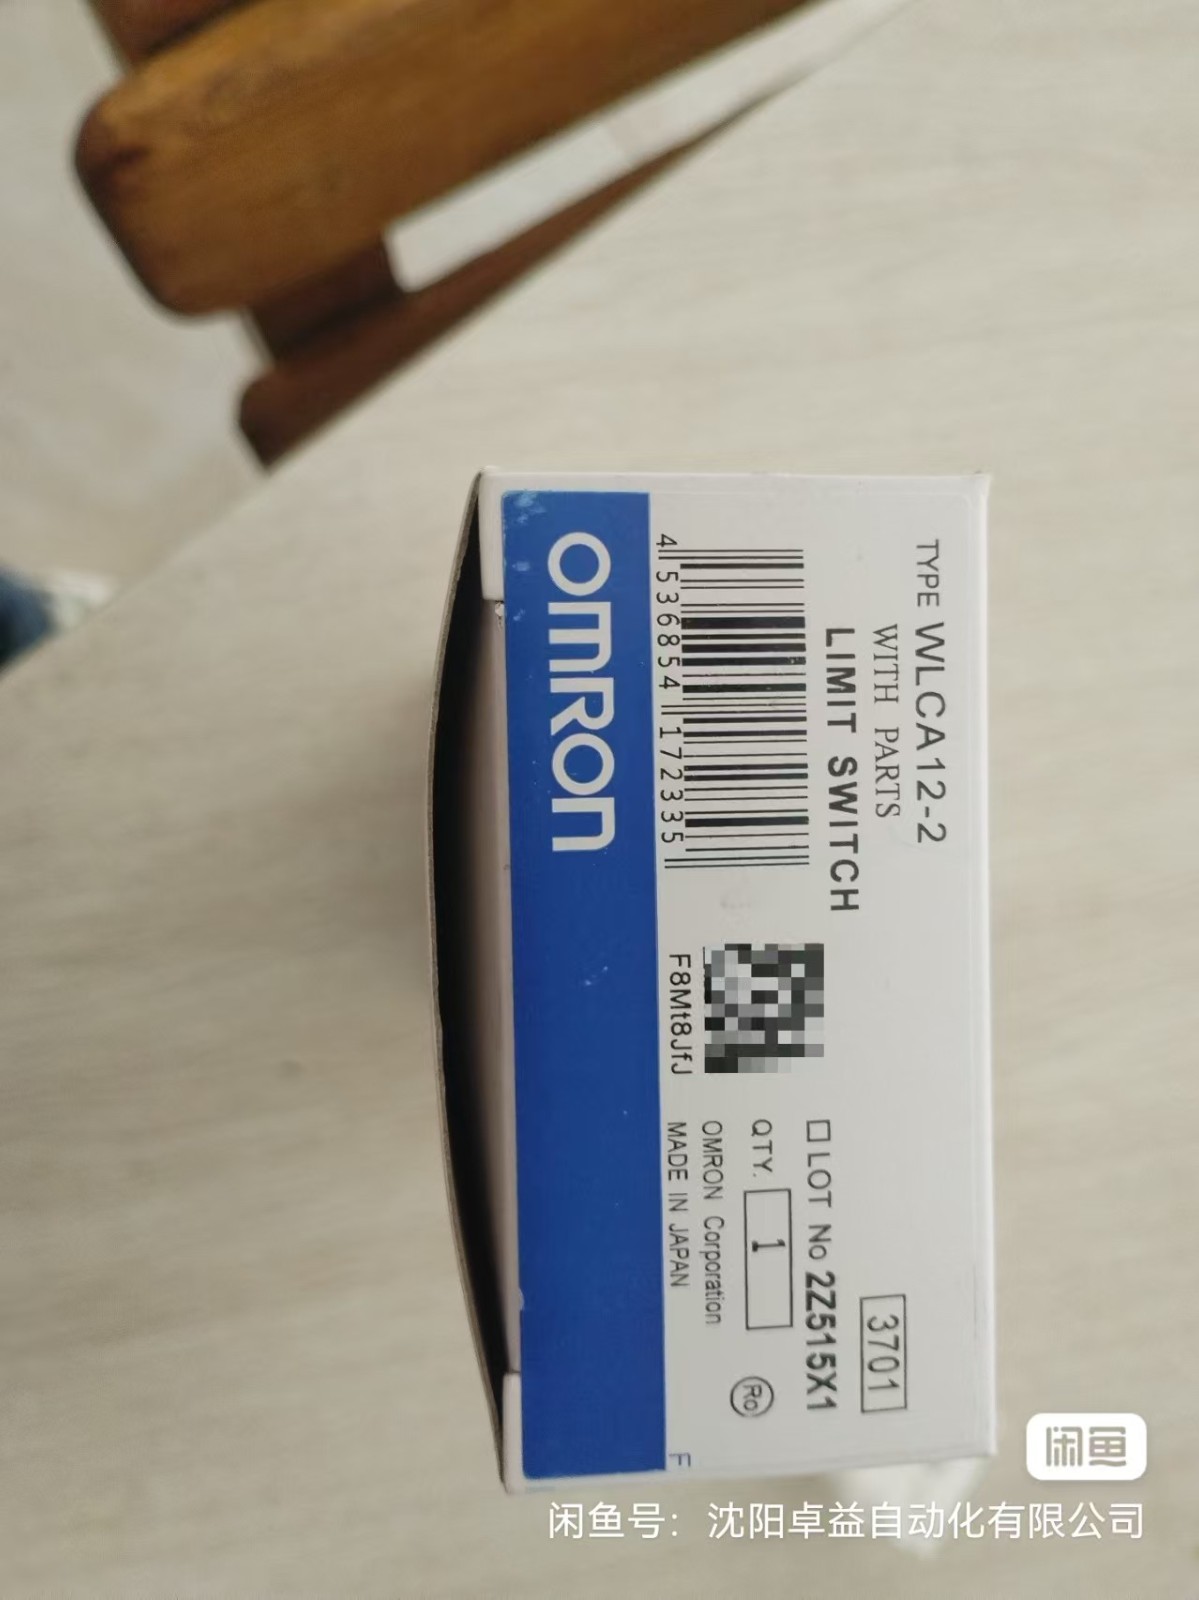 TYPE WLCA12-2
WITH PARTS
LIMIT SWITCH
4 536854 172335
OMRON
F8Mt8JfJ
3701
LOT No 2Z515X1
QTY. 1
OMRON Corporation
MADE IN JAPAN
Ro
F
闲鱼
闲鱼号：沈阳卓益自动化有限公司